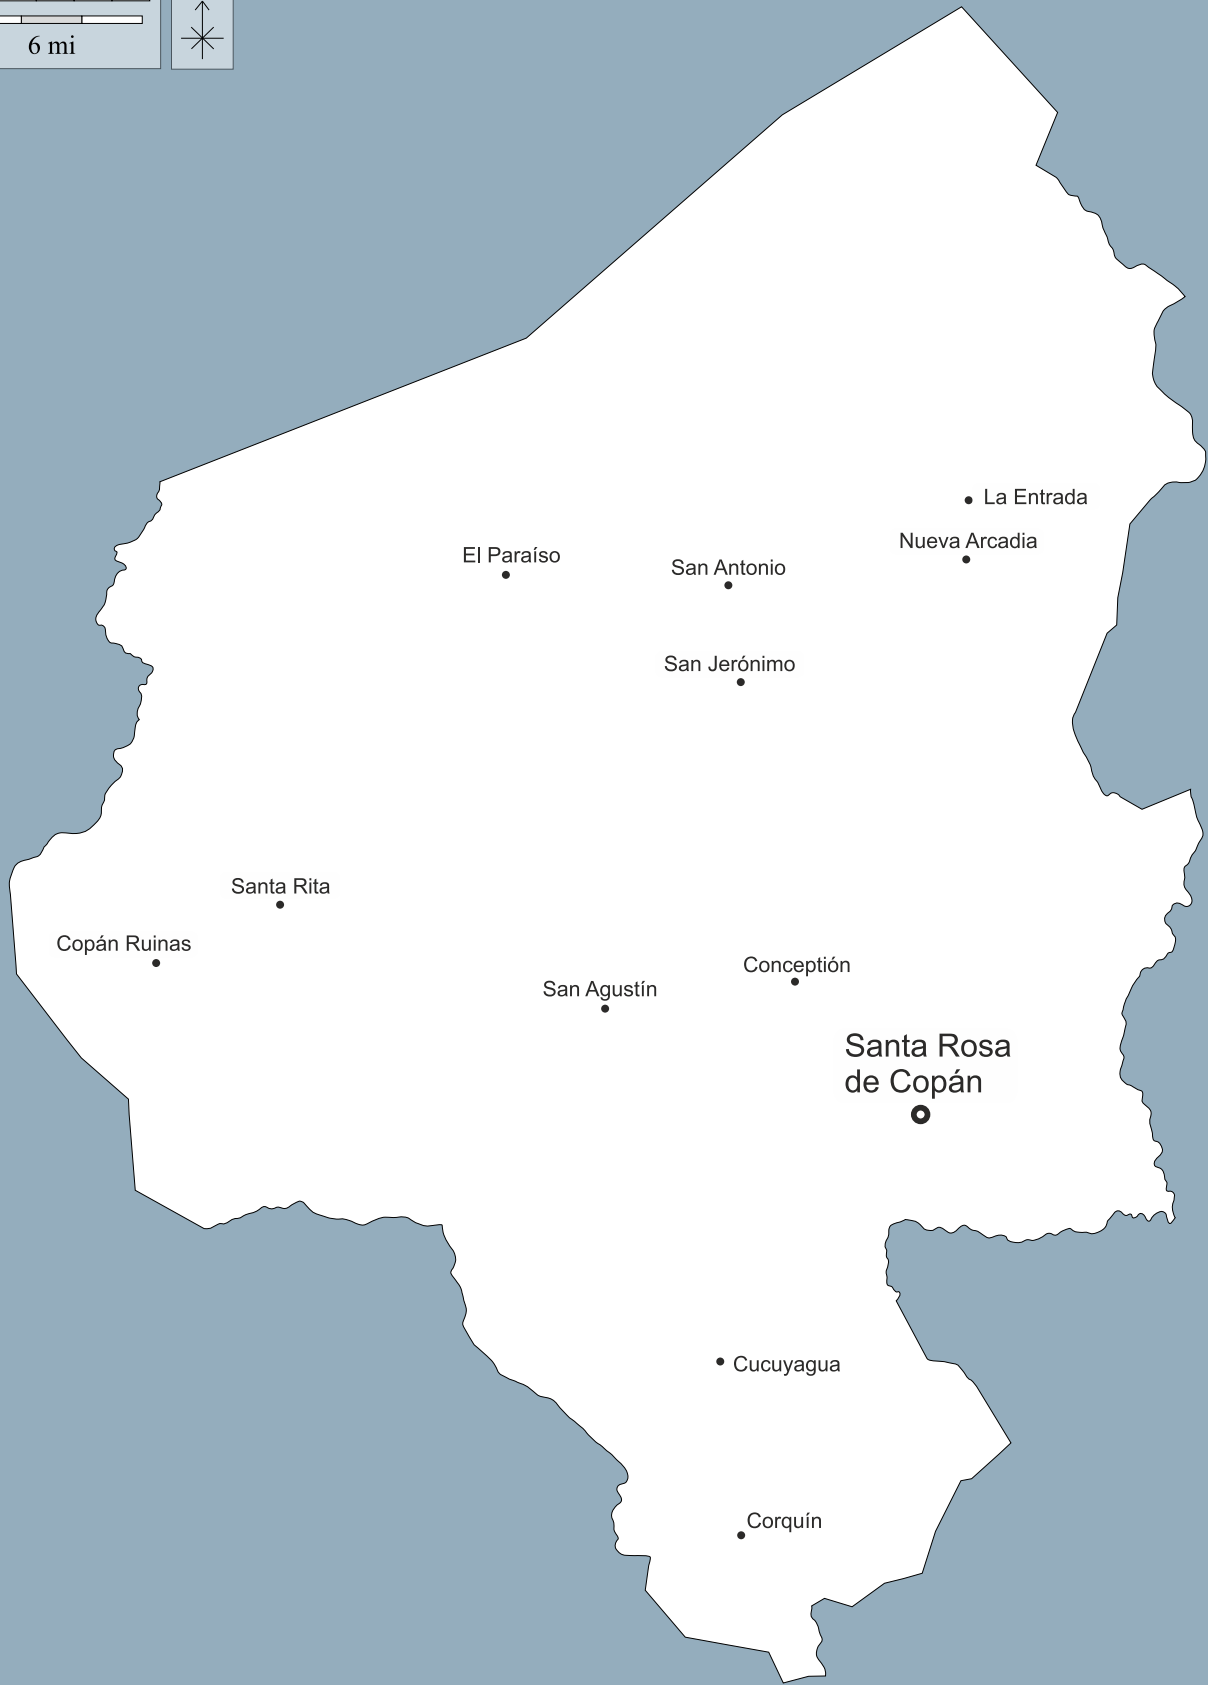 6 mi
La Entrada
Nueva Arcadia
El Paraíso
San Antonio
San Jerónimo
Santa Rita
Copán Ruinas
Conceptión
San Agustín
Santa Rosa
de Copán
Cucuyagua
Corquín